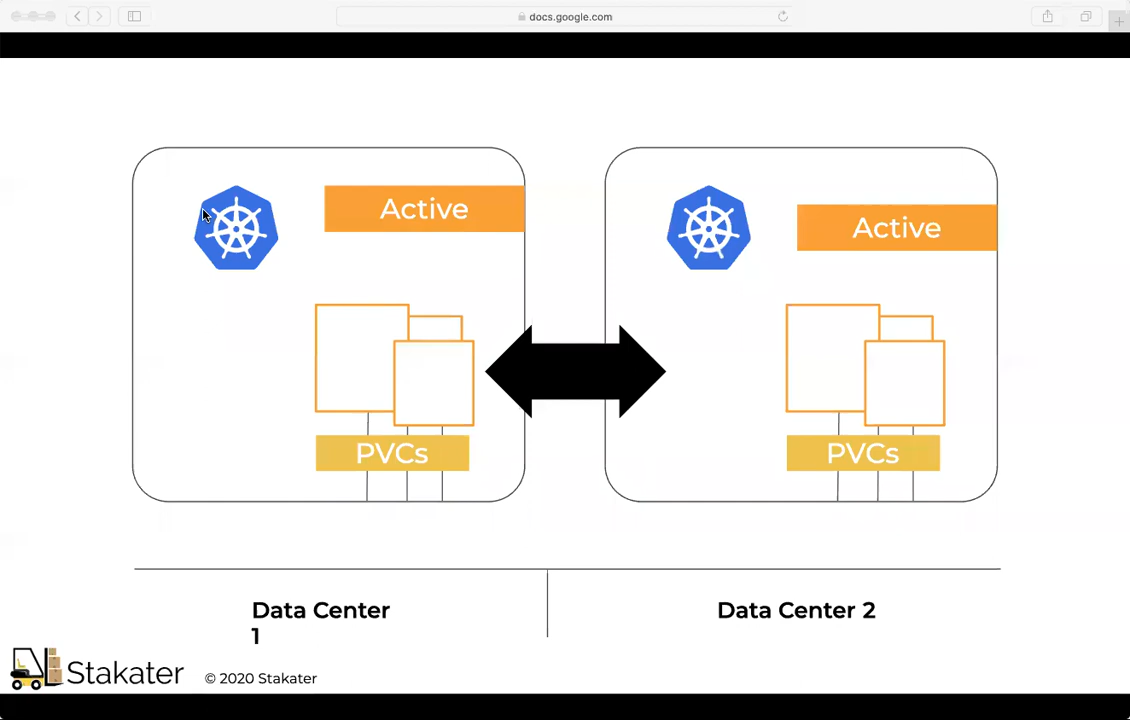 docs.google.com
Active
Active
PVCs
PVCs
Data Center
1
Data Center 2
Stakater
© 2020 Stakater